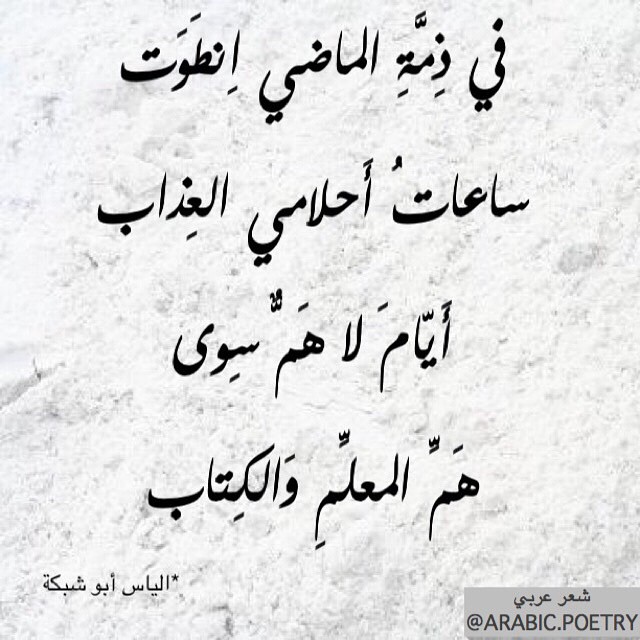 في ذِمَّةِ الماضي اِنطَوَت
ساعاتُ أَحلامي العِذاب
أَيّامَ لا هَمٌّ سِوى
هَمِّ المعلِّمِ وَالكِتاب
*الياس أبو شبكة
شعر عربي
@ARABIC.POETRY